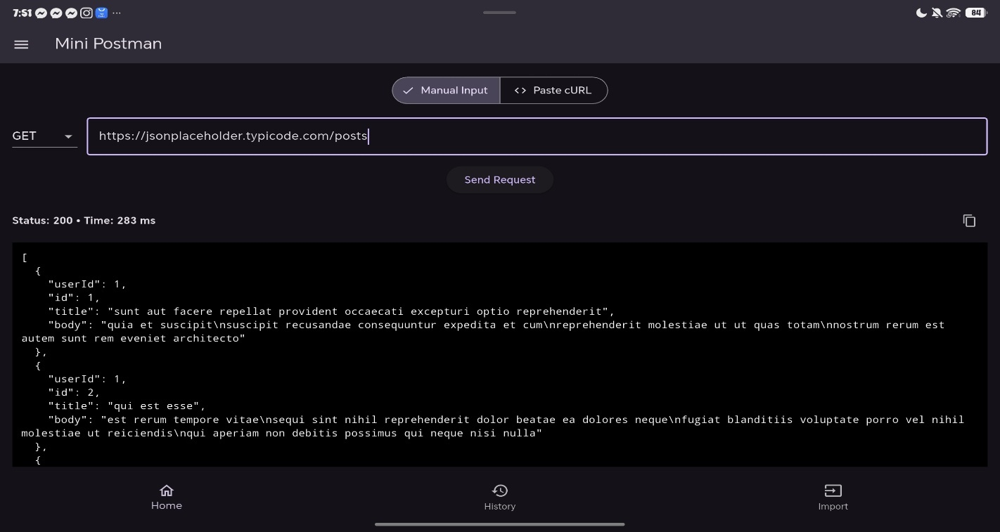 7:51 ...
84
Mini Postman
Manual Input
<> Paste cURL
GET
https://jsonplaceholder.typicode.com/posts
Send Request
Status: 200 • Time: 283 ms
[
  {
    "userId": 1,
    "id": 1,
    "title": "sunt aut facere repellat provident occaecati excepturi optio reprehenderit",
    "body": "quia et suscipit\nsuscipit recusandae consequuntur expedita et cum\nreprehenderit molestiae ut ut quas totam\nnostrum rerum est
autem sunt rem eveniet architecto"
  },
  {
    "userId": 1,
    "id": 2,
    "title": "qui est esse",
    "body": "est rerum tempore vitae\nsequi sint nihil reprehenderit dolor beatae ea dolores neque\nfugiat blanditiis voluptate porro vel nihil
molestiae ut reiciendis\nqui aperiam non debitis possimus qui neque nisi nulla"
  },
  {
Home
History
Import